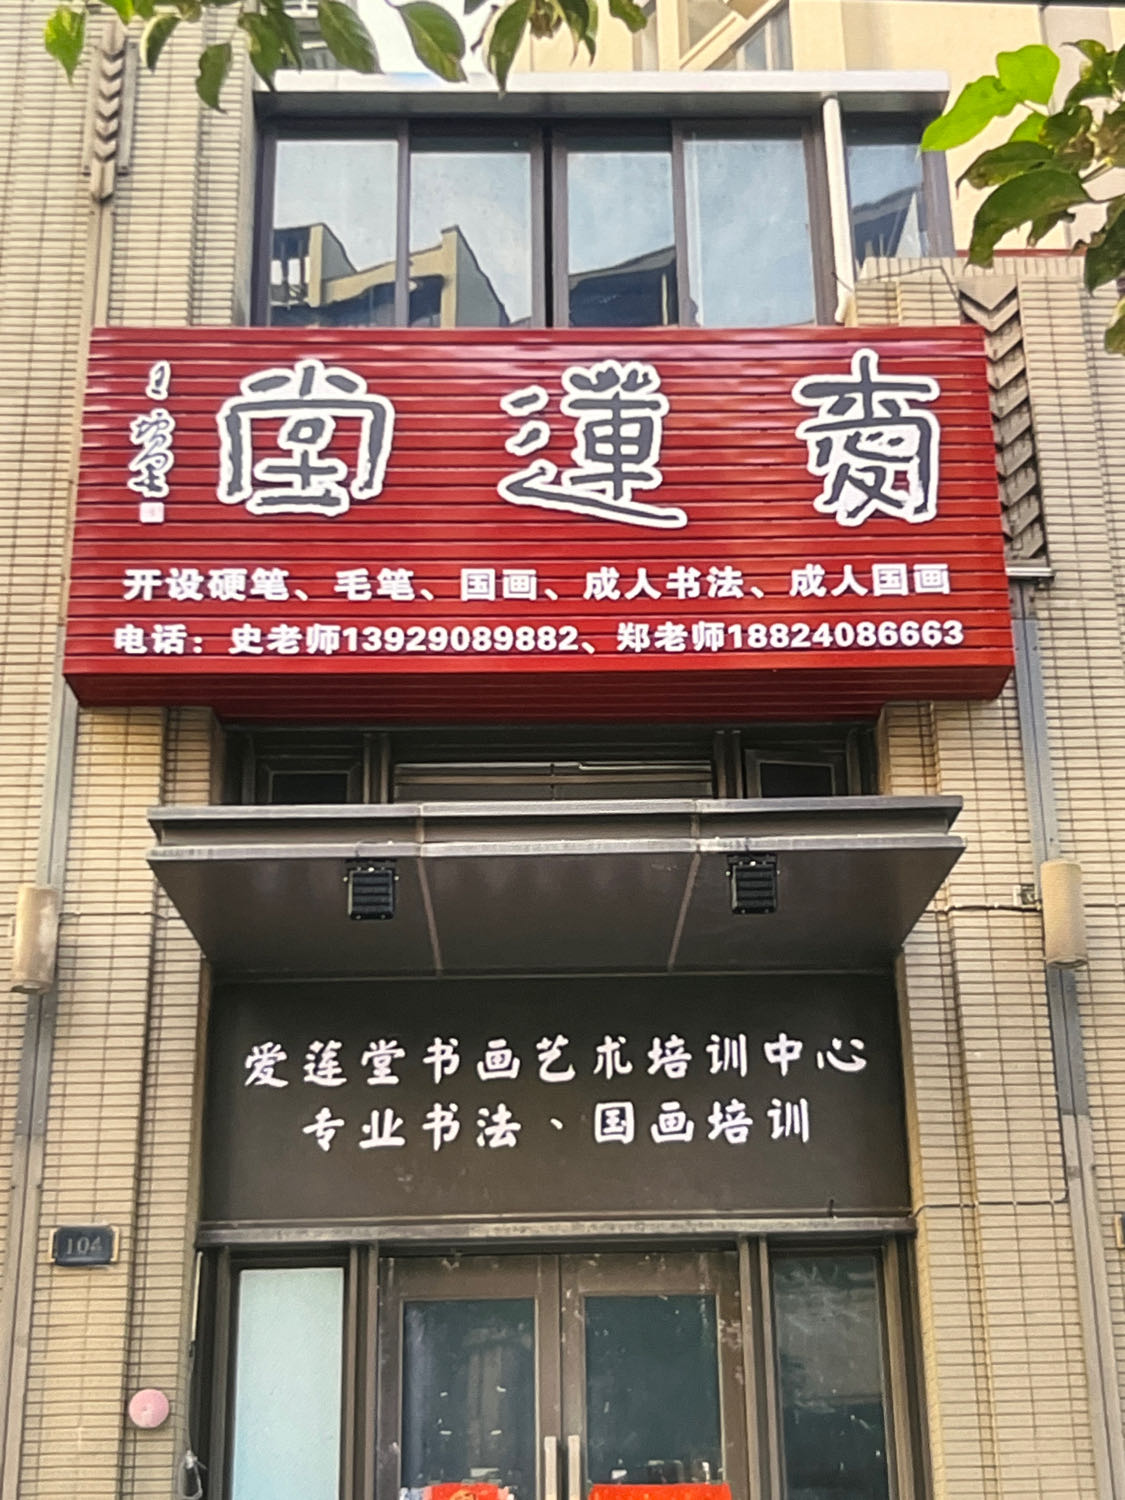 爱蓮堂
开设硬笔、毛笔、国画、成人书法、成人国画
电话：史老师13929089882、郑老师18824086663
爱莲堂书画艺术培训中心
专业书法、国画培训
104